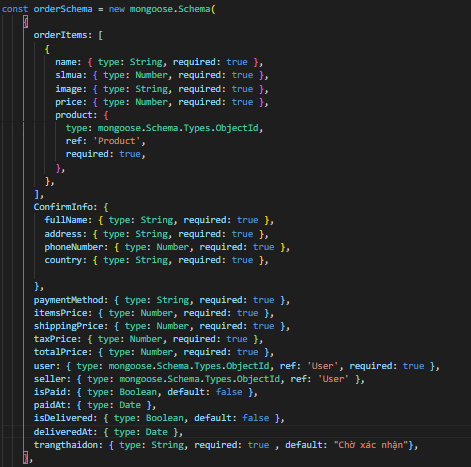 const orderSchema = new mongoose.Schema(
{
orderItems: [
{
name: { type: String, required: true },
slmua: { type: Number, required: true },
image: { type: String, required: true },
price: { type: Number, required: true },
product: {
type: mongoose.Schema.Types.ObjectId,
ref: 'Product',
required: true,
},
},
],
ConfirmInfo: {
fullName: { type: String, required: true },
address: { type: String, required: true },
phoneNumber: { type: Number, required: true },
country: { type: String, required: true },
},
paymentMethod: { type: String, required: true },
itemsPrice: { type: Number, required: true },
shippingPrice: { type: Number, required: true },
taxPrice: { type: Number, required: true },
totalPrice: { type: Number, required: true },
user: { type: mongoose.Schema.Types.ObjectId, ref: 'User', required: true },
seller: { type: mongoose.Schema.Types.ObjectId, ref: 'User' },
isPaid: { type: Boolean, default: false },
paidAt: { type: Date },
isDelivered: { type: Boolean, default: false },
deliveredAt: { type: Date },
trangthaidon: { type: String, required: true , default: "Chờ xác nhận"},
},